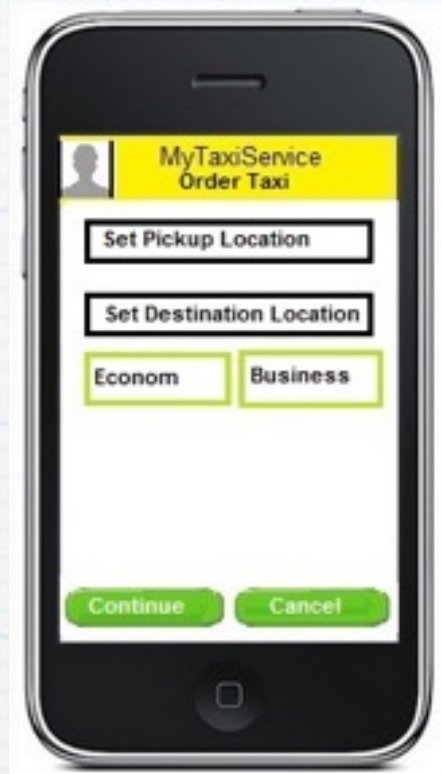 MyTaxiService
Order Taxi
Set Pickup Location
Set Destination Location
Econom
Business
Continue
Cancel